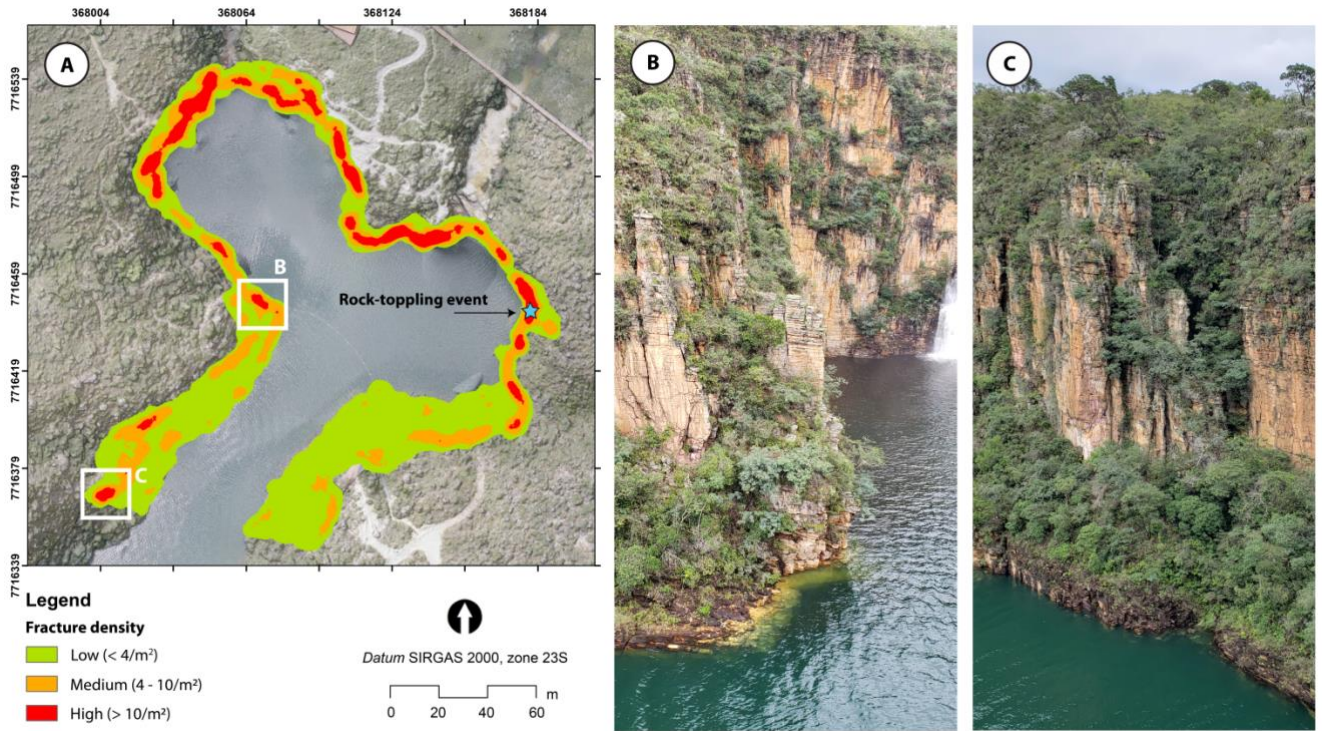 368004 368064 368124 368184
A
7716539
7716499
7716459
7716419
7716379
7716339
B
Rock-toppling event
C
Legend
Fracture density
Low (< 4/m²)
Medium (4 - 10/m²)
High (> 10/m²)
Datum SIRGAS 2000, zone 23S
m
0 20 40 60
B
C